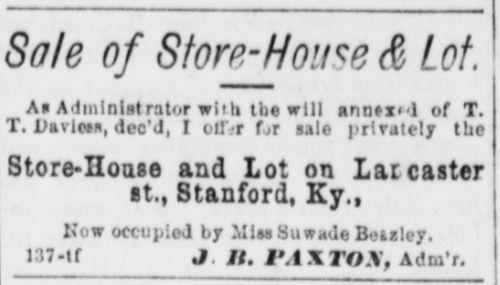 Sale of Store-House & Lot.
As Administrator with the will annexed of T.
T. Daviess, dec'd, I offer for sale privately the
Store-House and Lot on Lancaster
st., Stanford, Ky.,
Now occupied by Miss Suwade Beazley.
137-tf J. B. PAXTON, Adm'r.